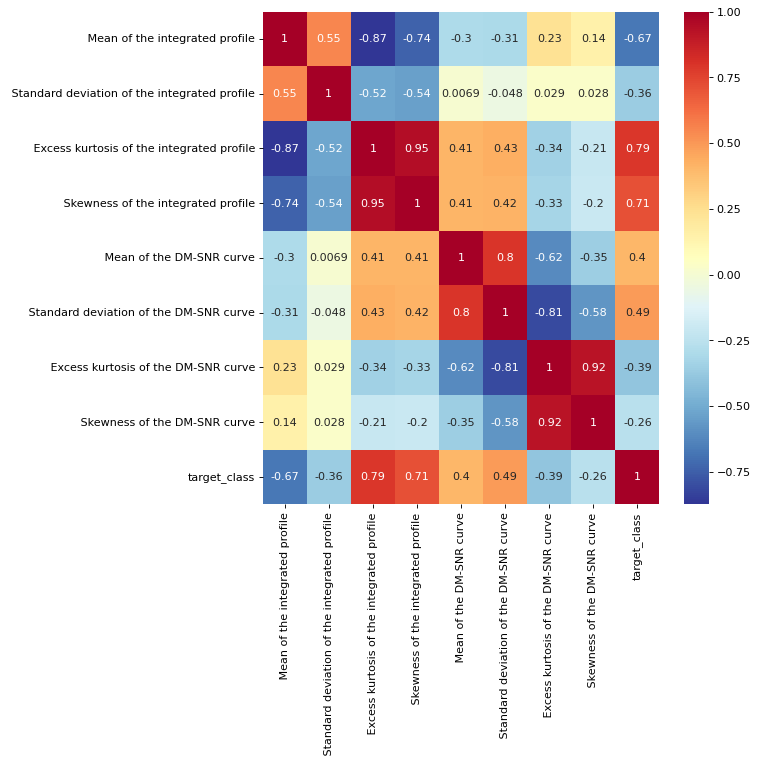 Mean of the integrated profile 1 0.55 -0.87 -0.74 -0.3 -0.31 0.23 0.14 -0.67
Standard deviation of the integrated profile 0.55 1 -0.52 -0.54 0.0069 -0.048 0.029 0.028 -0.36
Excess kurtosis of the integrated profile -0.87 -0.52 1 0.95 0.41 0.43 -0.34 -0.21 0.79
Skewness of the integrated profile -0.74 -0.54 0.95 1 0.41 0.42 -0.33 -0.2 0.71
Mean of the DM-SNR curve -0.3 0.0069 0.41 0.41 1 0.8 -0.62 -0.35 0.4
Standard deviation of the DM-SNR curve -0.31 -0.048 0.43 0.42 0.8 1 -0.81 -0.58 0.49
Excess kurtosis of the DM-SNR curve 0.23 0.029 -0.34 -0.33 -0.62 -0.81 1 0.92 -0.39
Skewness of the DM-SNR curve 0.14 0.028 -0.21 -0.2 -0.35 -0.58 0.92 1 -0.26
target_class -0.67 -0.36 0.79 0.71 0.4 0.49 -0.39 -0.26 1
Mean of the integrated profile
Standard deviation of the integrated profile
Excess kurtosis of the integrated profile
Skewness of the integrated profile
Mean of the DM-SNR curve
Standard deviation of the DM-SNR curve
Excess kurtosis of the DM-SNR curve
Skewness of the DM-SNR curve
target_class
1.00
0.75
0.50
0.25
0.00
−0.25
−0.50
−0.75